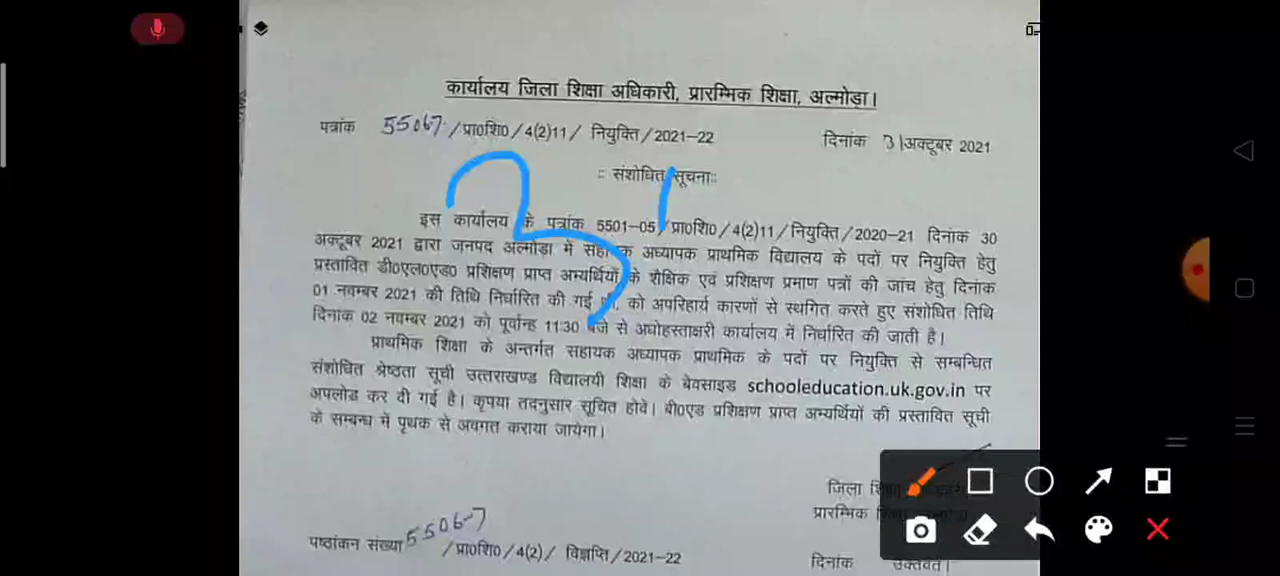 कार्यालय जिला शिक्षा अधिकारी, प्रारम्भिक शिक्षा, अल्मोड़ा।
पत्रांक 55067 /प्रा0शि0/4(2)11/ नियुक्ति/2021-22 दिनांक 31अक्टूबर 2021
:: संशोधित सूचना::
इस कार्यालय के पत्रांक 5501-05/प्रा0शि0/4(2)11/नियुक्ति/2020-21 दिनांक 30
अक्टूबर 2021 द्वारा जनपद अल्मोड़ा में सहायक अध्यापक प्राथमिक विद्यालय के पदों पर नियुक्ति हेतु
प्रस्तावित डी0एल0एड0 प्रशिक्षण प्राप्त अभ्यर्थियों के शैक्षिक एवं प्रशिक्षण प्रमाण पत्रों की जांच हेतु दिनांक
01 नवम्बर 2021 की तिथि निर्धारित की गई थी, को अपरिहार्य कारणों से स्थगित करते हुए संशोधित तिथि
दिनांक 02 नवम्बर 2021 को पूर्वान्ह 11:30 बजे से अधोहस्ताक्षरी कार्यालय में निर्धारित की जाती है।
प्राथमिक शिक्षा के अन्तर्गत सहायक अध्यापक प्राथमिक के पदों पर नियुक्ति से सम्बन्धित
संशोधित श्रेष्ठता सूची उत्तराखण्ड विद्यालयी शिक्षा के बेवसाइड schooleducation.uk.gov.in पर
अपलोड कर दी गई है। कृपया तदनुसार सूचित होवे। बी0एड प्रशिक्षण प्राप्त अभ्यर्थियों की प्रस्तावित सूची
के सम्बन्ध में पृथक से अवगत कराया जायेगा।
जिला
प्रारम्भिक
पष्ठांकन संख्या 5506-7 /प्रा0शि0/4(2)/ विज्ञप्ति/2021-22 दिनांक उक्तवत।